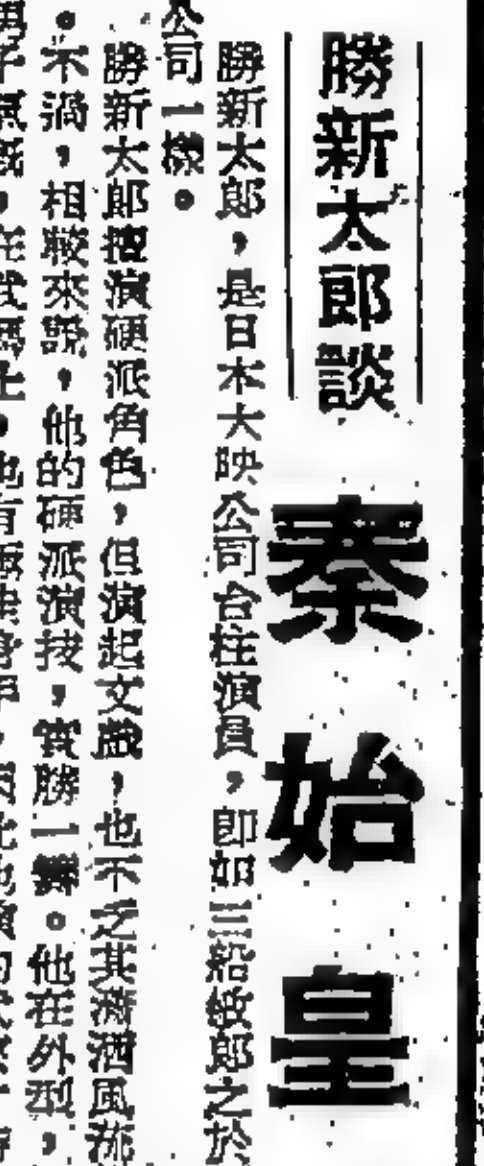 勝新太郎談
秦始皇
勝新太郎,是日本大映公司台柱演員,即如三船敏郎之於
公司一樣。
勝新太郎擅演硬派角色,但演起文戲,也不乏其瀟洒風流
。不過,相較來說,他的硬派演技,實勝一籌。他在外型,